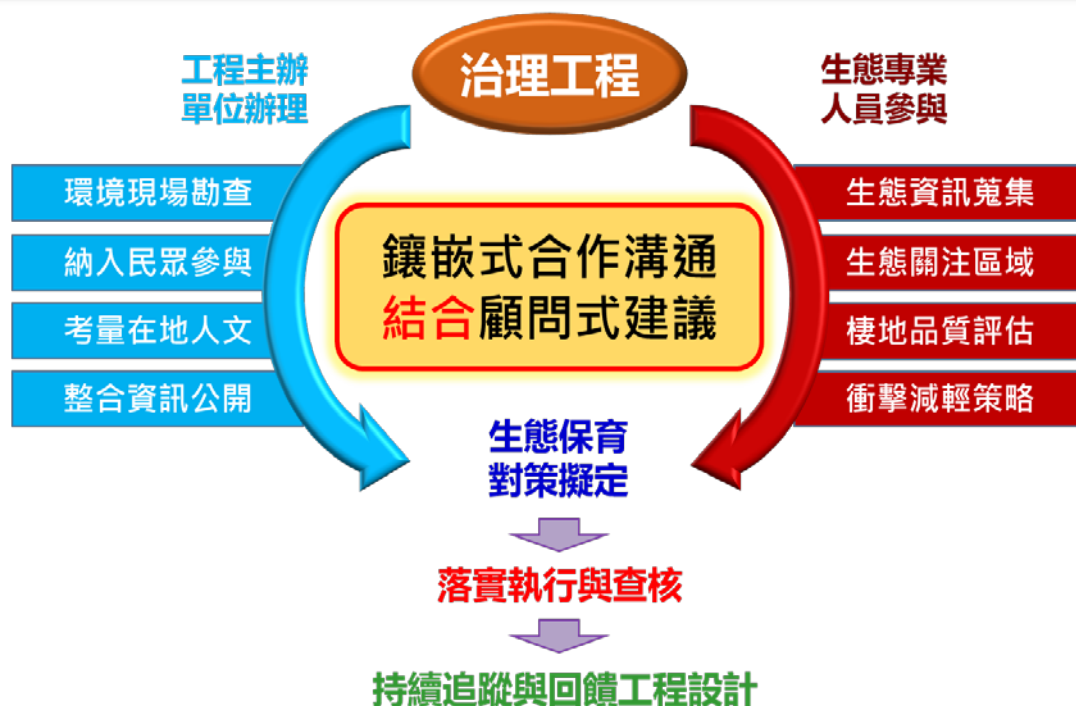 治理工程
工程主辦
單位辦理
環境現場勘查
納入民眾參與
考量在地人文
整合資訊公開
生態專業
人員參與
生態資訊蒐集
生態關注區域
棲地品質評估
衝擊減輕策略
鑲嵌式合作溝通
結合顧問式建議
生態保育
對策擬定
落實執行與查核
持續追蹤與回饋工程設計